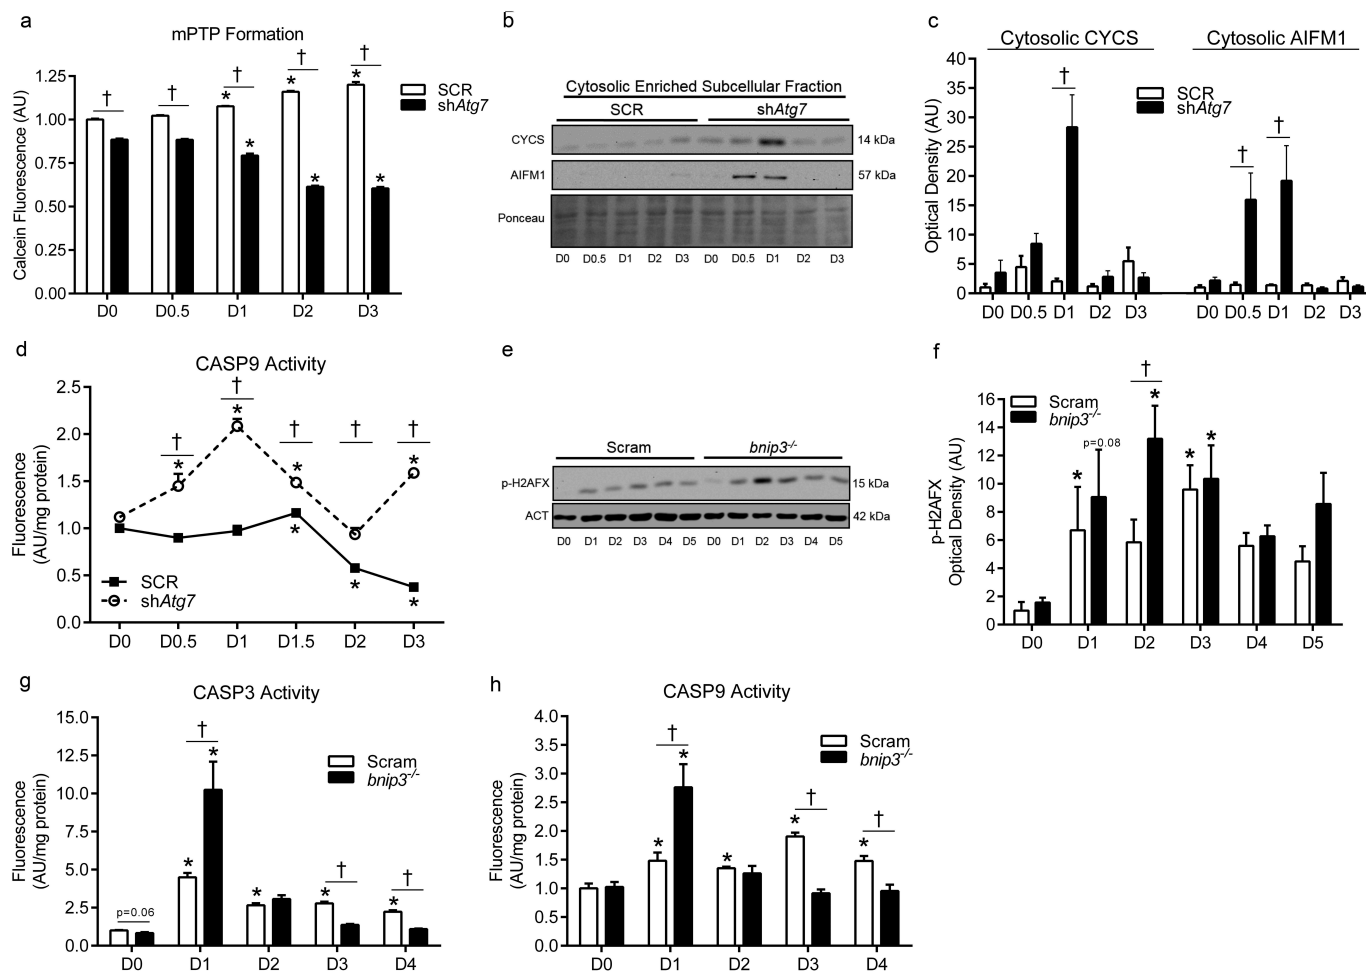 a
mPTP Formation
Calcein Fluorescence (AU)
1.25
1.00
0.75
0.50
0.25
0.00
† † † † †
* * * * * *
SCR
shAtg7
D0 D0.5 D1 D2 D3
b
Cytosolic Enriched Subcellular Fraction
SCR shAtg7
CYCS 14 kDa
AIFM1 57 kDa
Ponceau
D0 D0.5 D1 D2 D3 D0 D0.5 D1 D2 D3
c
Cytosolic CYCS Cytosolic AIFM1
Optical Density (AU)
40
35
30
25
20
15
10
5
0
† † †
SCR
shAtg7
D0 D0.5 D1 D2 D3 D0 D0.5 D1 D2 D3
d
CASP9 Activity
Fluorescence
(AU/mg protein)
2.5
2.0
1.5
1.0
0.5
0.0
† † † † †
* * * *
* * *
SCR
shAtg7
D0 D0.5 D1 D1.5 D2 D3
e
Scram bnip3-/-
p-H2AFX 15 kDa
ACT 42 kDa
D0 D1 D2 D3 D4 D5 D0 D1 D2 D3 D4 D5
f
p-H2AFX
Optical Density (AU)
16
14
12
10
8
6
4
2
0
Scram
bnip3-/-
p=0.08
†
* * * *
D0 D1 D2 D3 D4 D5
g
CASP3 Activity
Fluorescence
(AU/mg protein)
15.0
12.5
10.0
7.5
5.0
2.5
0.0
p=0.06
† † †
* * * * *
Scram
bnip3-/-
D0 D1 D2 D3 D4
h
CASP9 Activity
Fluorescence
(AU/mg protein)
4.0
3.5
3.0
2.5
2.0
1.5
1.0
0.5
0.0
† † †
* * * * *
Scram
bnip3-/-
D0 D1 D2 D3 D4